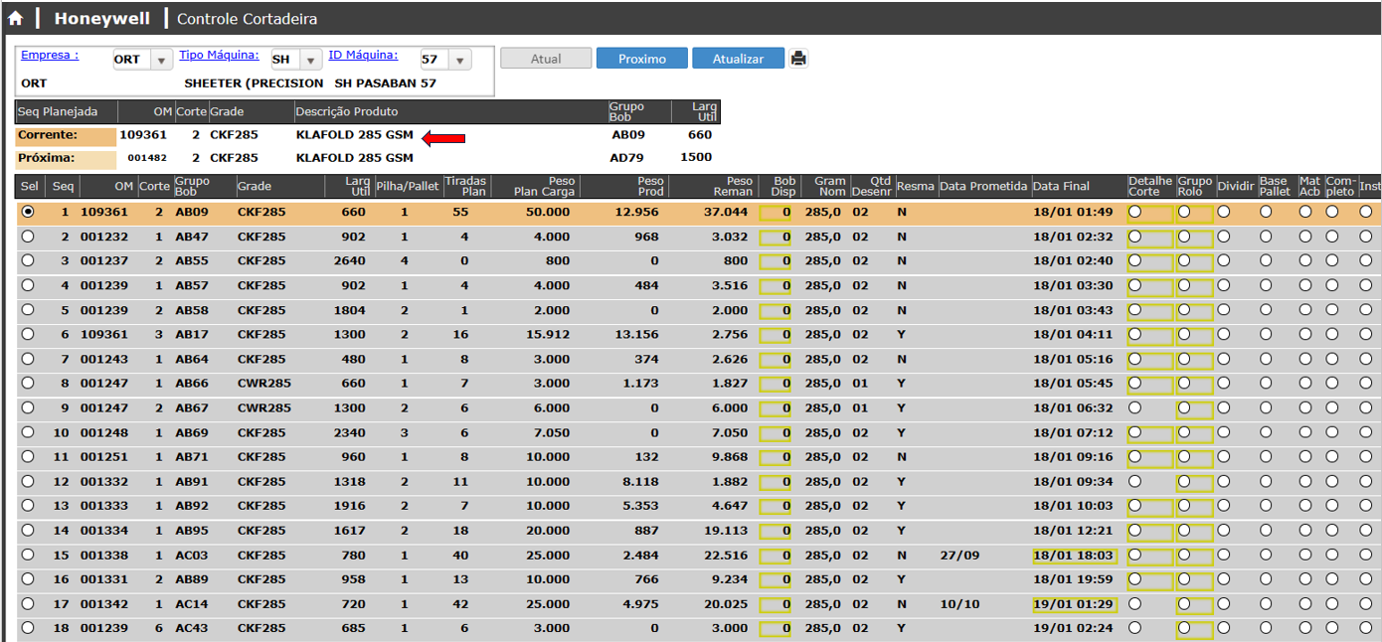 Honeywell Controle Cortadeira
Empresa : ORT Tipo Máquina: SH ID Máquina: 57 Atual Proximo Atualizar
ORT SHEETER (PRECISION SH PASABAN 57
Seq Planejada OM Corte Grade Descrição Produto Grupo Bob Larg Util
Corrente: 109361 2 CKF285 KLAFOLD 285 GSM AB09 660
Próxima: 001482 2 CKF285 KLAFOLD 285 GSM AD79 1500
Sel Seq OM Corte Grupo Bob Grade Larg Util Pilha/Pallet Tiradas Plan Peso Plan Carga Peso Prod Peso Reman Bob Disp Gram Nom Qtd Desenr Resma Data Prometida Data Final Detalhe Corte Grupo Rolo Dividir Base Pallet Mat Acb Com-pleto Inst
1 109361 2 AB09 CKF285 660 1 55 50.000 12.956 37.044 0 285,0 02 N 18/01 01:49
2 001232 1 AB47 CKF285 902 1 4 4.000 968 3.032 0 285,0 02 N 18/01 02:32
3 001237 2 AB55 CKF285 2640 4 0 800 0 800 0 285,0 02 N 18/01 02:40
4 001239 1 AB57 CKF285 902 1 4 4.000 484 3.516 0 285,0 02 N 18/01 03:30
5 001239 2 AB58 CKF285 1804 2 1 2.000 0 2.000 0 285,0 02 N 18/01 03:43
6 109361 3 AB17 CKF285 1300 2 16 15.912 13.156 2.756 0 285,0 02 Y 18/01 04:11
7 001243 1 AB64 CKF285 480 1 8 3.000 374 2.626 0 285,0 02 N 18/01 05:16
8 001247 1 AB66 CWR285 660 1 7 3.000 1.173 1.827 0 285,0 01 Y 18/01 05:45
9 001247 2 AB67 CWR285 1300 2 6 6.000 0 6.000 0 285,0 01 Y 18/01 06:32
10 001248 1 AB69 CKF285 2340 3 6 7.050 0 7.050 0 285,0 02 Y 18/01 07:12
11 001251 1 AB71 CKF285 960 1 8 10.000 132 9.868 0 285,0 02 N 18/01 09:16
12 001332 1 AB91 CKF285 1318 2 11 10.000 8.118 1.882 0 285,0 02 Y 18/01 09:34
13 001333 1 AB92 CKF285 1916 2 7 10.000 5.353 4.647 0 285,0 02 Y 18/01 10:03
14 001334 1 AB95 CKF285 1617 2 18 20.000 887 19.113 0 285,0 02 Y 18/01 12:21
15 001338 1 AC03 CKF285 780 1 40 25.000 2.484 22.516 0 285,0 02 N 27/09 18/01 18:03
16 001331 2 AB89 CKF285 958 1 13 10.000 766 9.234 0 285,0 02 Y 18/01 19:59
17 001342 1 AC14 CKF285 720 1 42 25.000 4.975 20.025 0 285,0 02 N 10/10 19/01 01:29
18 001239 6 AC43 CKF285 685 1 6 3.000 0 3.000 0 285,0 02 Y 19/01 02:24